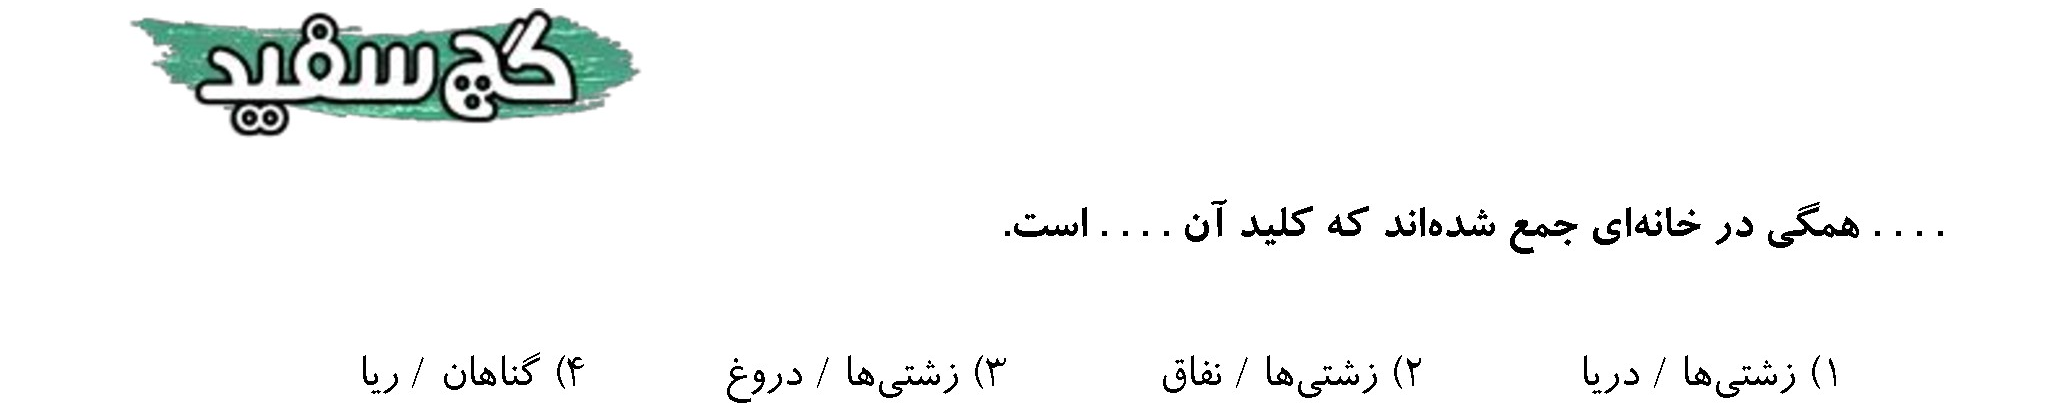 گچ سفید
. . . . همگی در خانه‌ای جمع شده‌اند که کلید آن . . . . است.
۱) زشتی‌ها / دریا ۲) زشتی‌ها / نفاق ۳) زشتی‌ها / دروغ ۴) گناهان / ریا